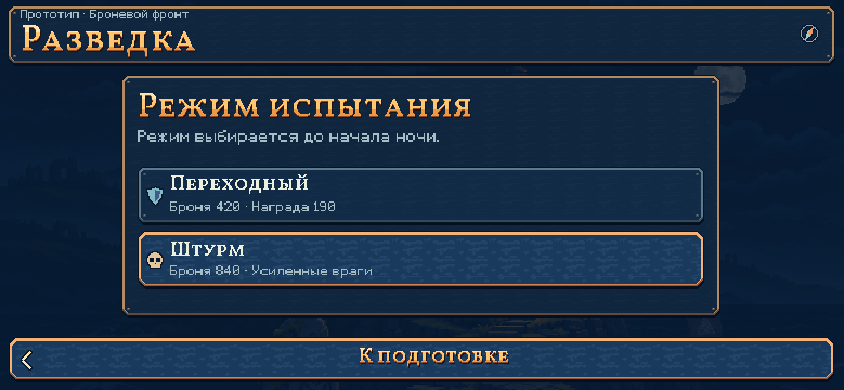 Прототип · Броневой фронт
Разведка
Режим испытания
Режим выбирается до начала ночи.
Переходный
Броня 420 · Награда 190
Штурм
Броня 840 · Усиленные враги
К подготовке